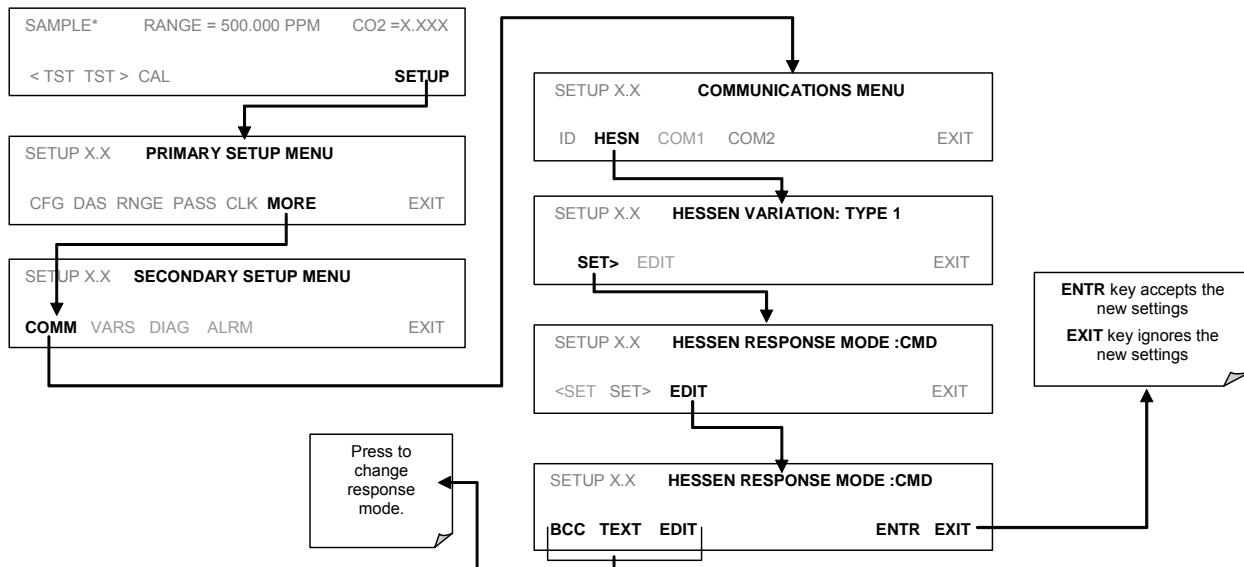 SAMPLE* RANGE = 500.000 PPM CO2 =X.XXX
< TST TST > CAL SETUP
SETUP X.X PRIMARY SETUP MENU
CFG DAS RNGE PASS CLK MORE EXIT
SETUP X.X SECONDARY SETUP MENU
COMM VARS DIAG ALRM EXIT
SETUP X.X COMMUNICATIONS MENU
ID HESN COM1 COM2 EXIT
SETUP X.X HESSEN VARIATION: TYPE 1
SET> EDIT EXIT
SETUP X.X HESSEN RESPONSE MODE :CMD
<SET SET> EDIT EXIT
SETUP X.X HESSEN RESPONSE MODE :CMD
BCC TEXT EDIT ENTR EXIT
ENTR key accepts the
new settings
EXIT key ignores the
new settings
Press to
change
response
mode.